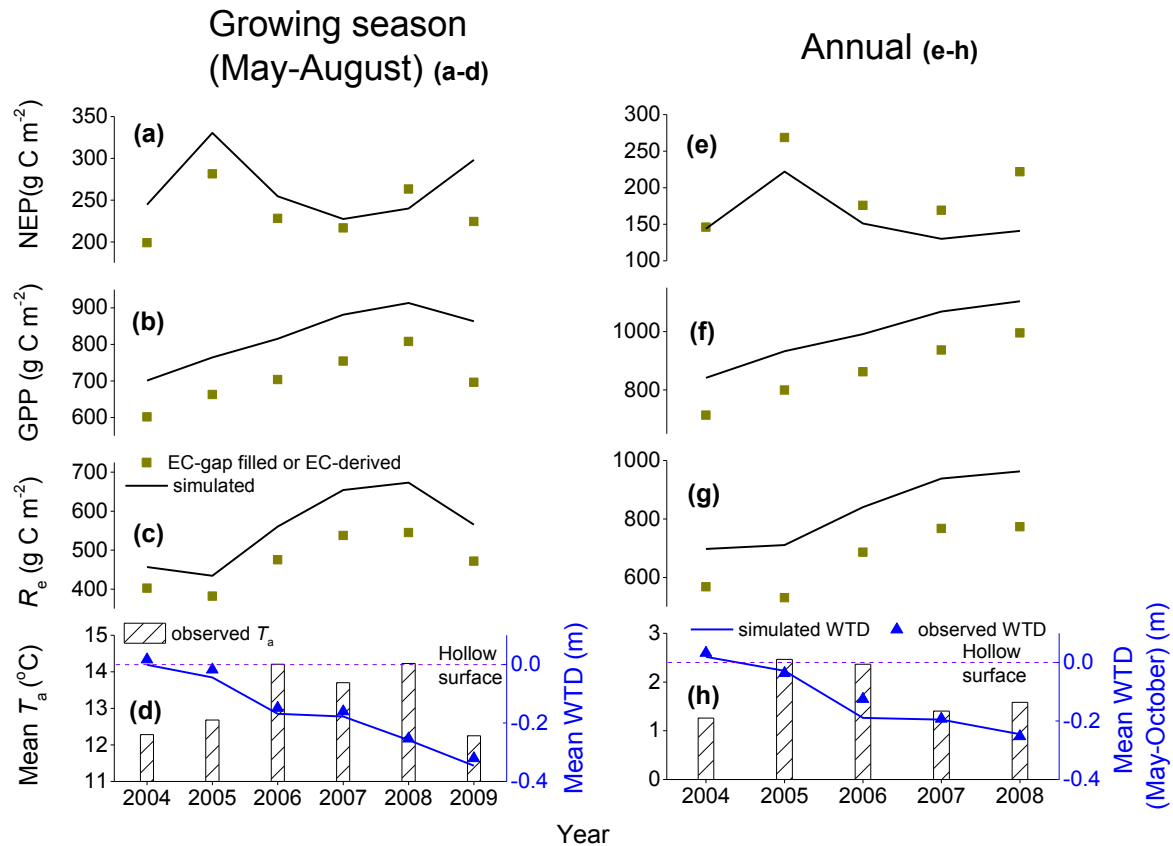 Growing season
(May-August) (a-d)
Annual (e-h)
NEP(g C m-2)
350
300
250
200
(a)
300
250
200
150
100
(e)
GPP (g C m-2)
900
800
700
600
(b)
1000
800
(f)
Re (g C m-2)
700
600
500
400
EC-gap filled or EC-derived
simulated
(c)
1000
800
600
(g)
Mean Ta (oC)
15
14
13
12
11
observed Ta
Hollow
surface
(d)
0.0
-0.2
-0.4
Mean WTD (m)
2004 2005 2006 2007 2008 2009
3
2
1
0
simulated WTD
observed WTD
Hollow
surface
(h)
0.0
-0.2
-0.4
Mean WTD
(May-October) (m)
2004 2005 2006 2007 2008
Year